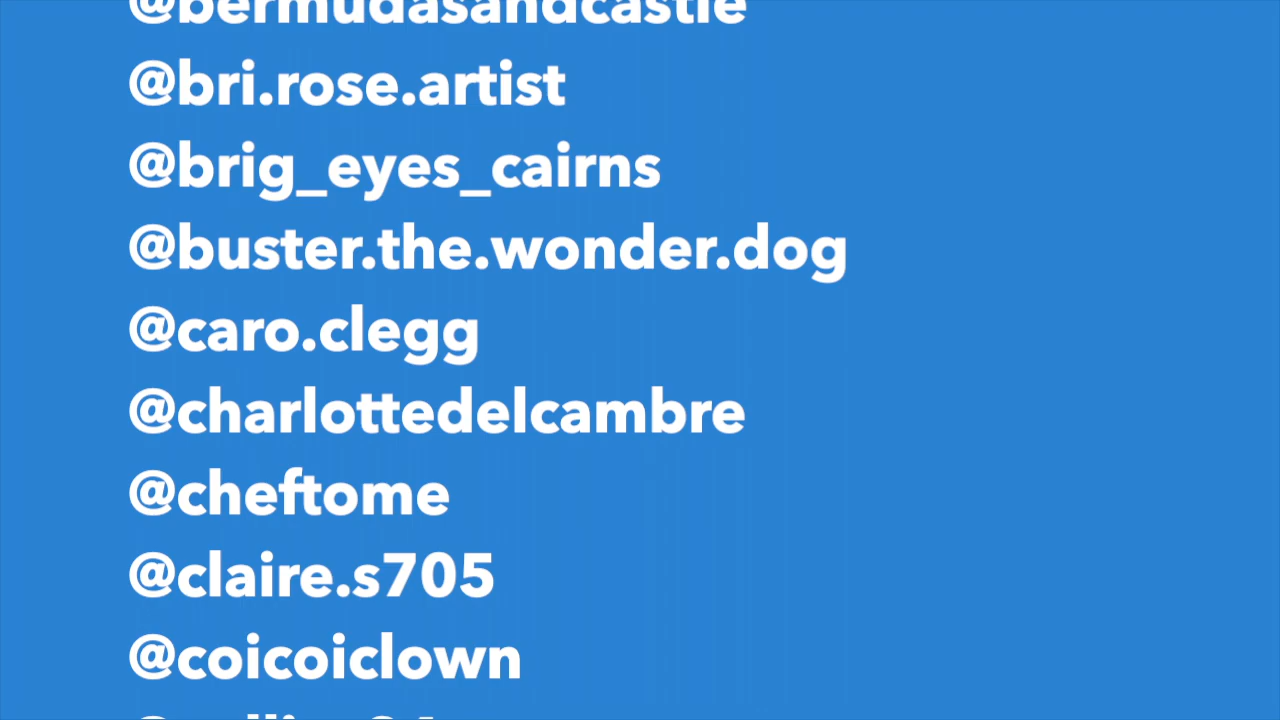 @bermudasandcastle
@bri.rose.artist
@brig_eyes_cairns
@buster.the.wonder.dog
@caro.clegg
@charlottedelcambre
@cheftome
@claire.s705
@coicoiclown